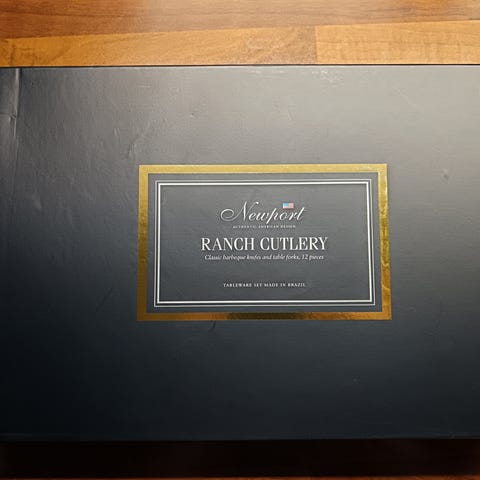 Newport
AUTHENTIC AMERICAN DESIGN
RANCH CUTLERY
Classic barbeque knifes and table forks, 12 pieces
TABLEWARE SET MADE IN BRAZIL